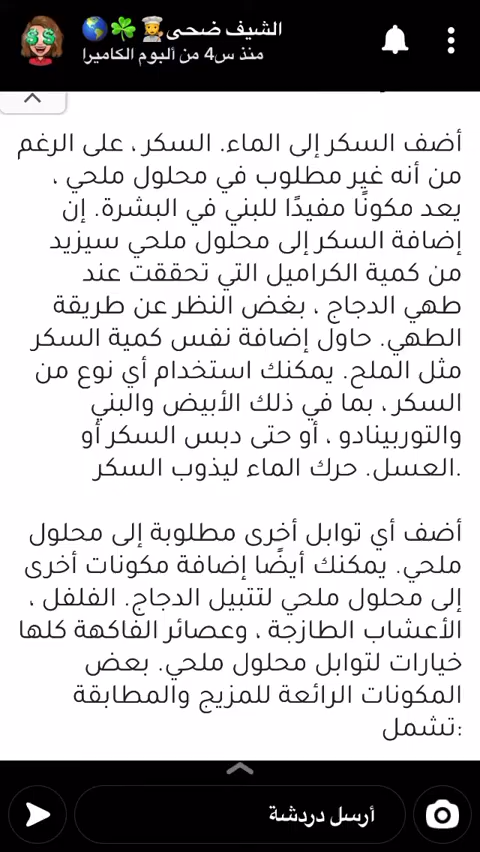 الشيف ضحى👩‍🍳☘️🌎
منذ س4 من ألبوم الكاميرا
أضف السكر إلى الماء. السكر ، على الرغم
من أنه غير مطلوب في محلول ملحي ،
يعد مكونًا مفيدًا للبني في البشرة. إن
إضافة السكر إلى محلول ملحي سيزيد
من كمية الكراميل التي تحققت عند
طهي الدجاج ، بغض النظر عن طريقة
الطهي. حاول إضافة نفس كمية السكر
مثل الملح. يمكنك استخدام أي نوع من
السكر ، بما في ذلك الأبيض والبني
والتوربينادو ، أو حتى دبس السكر أو
.العسل. حرك الماء ليذوب السكر
أضف أي توابل أخرى مطلوبة إلى محلول
ملحي. يمكنك أيضًا إضافة مكونات أخرى
إلى محلول ملحي لتتبيل الدجاج. الفلفل ،
الأعشاب الطازجة ، وعصائر الفاكهة كلها
خيارات لتوابل محلول ملحي. بعض
المكونات الرائعة للمزيج والمطابقة
:تشمل
أرسل دردشة